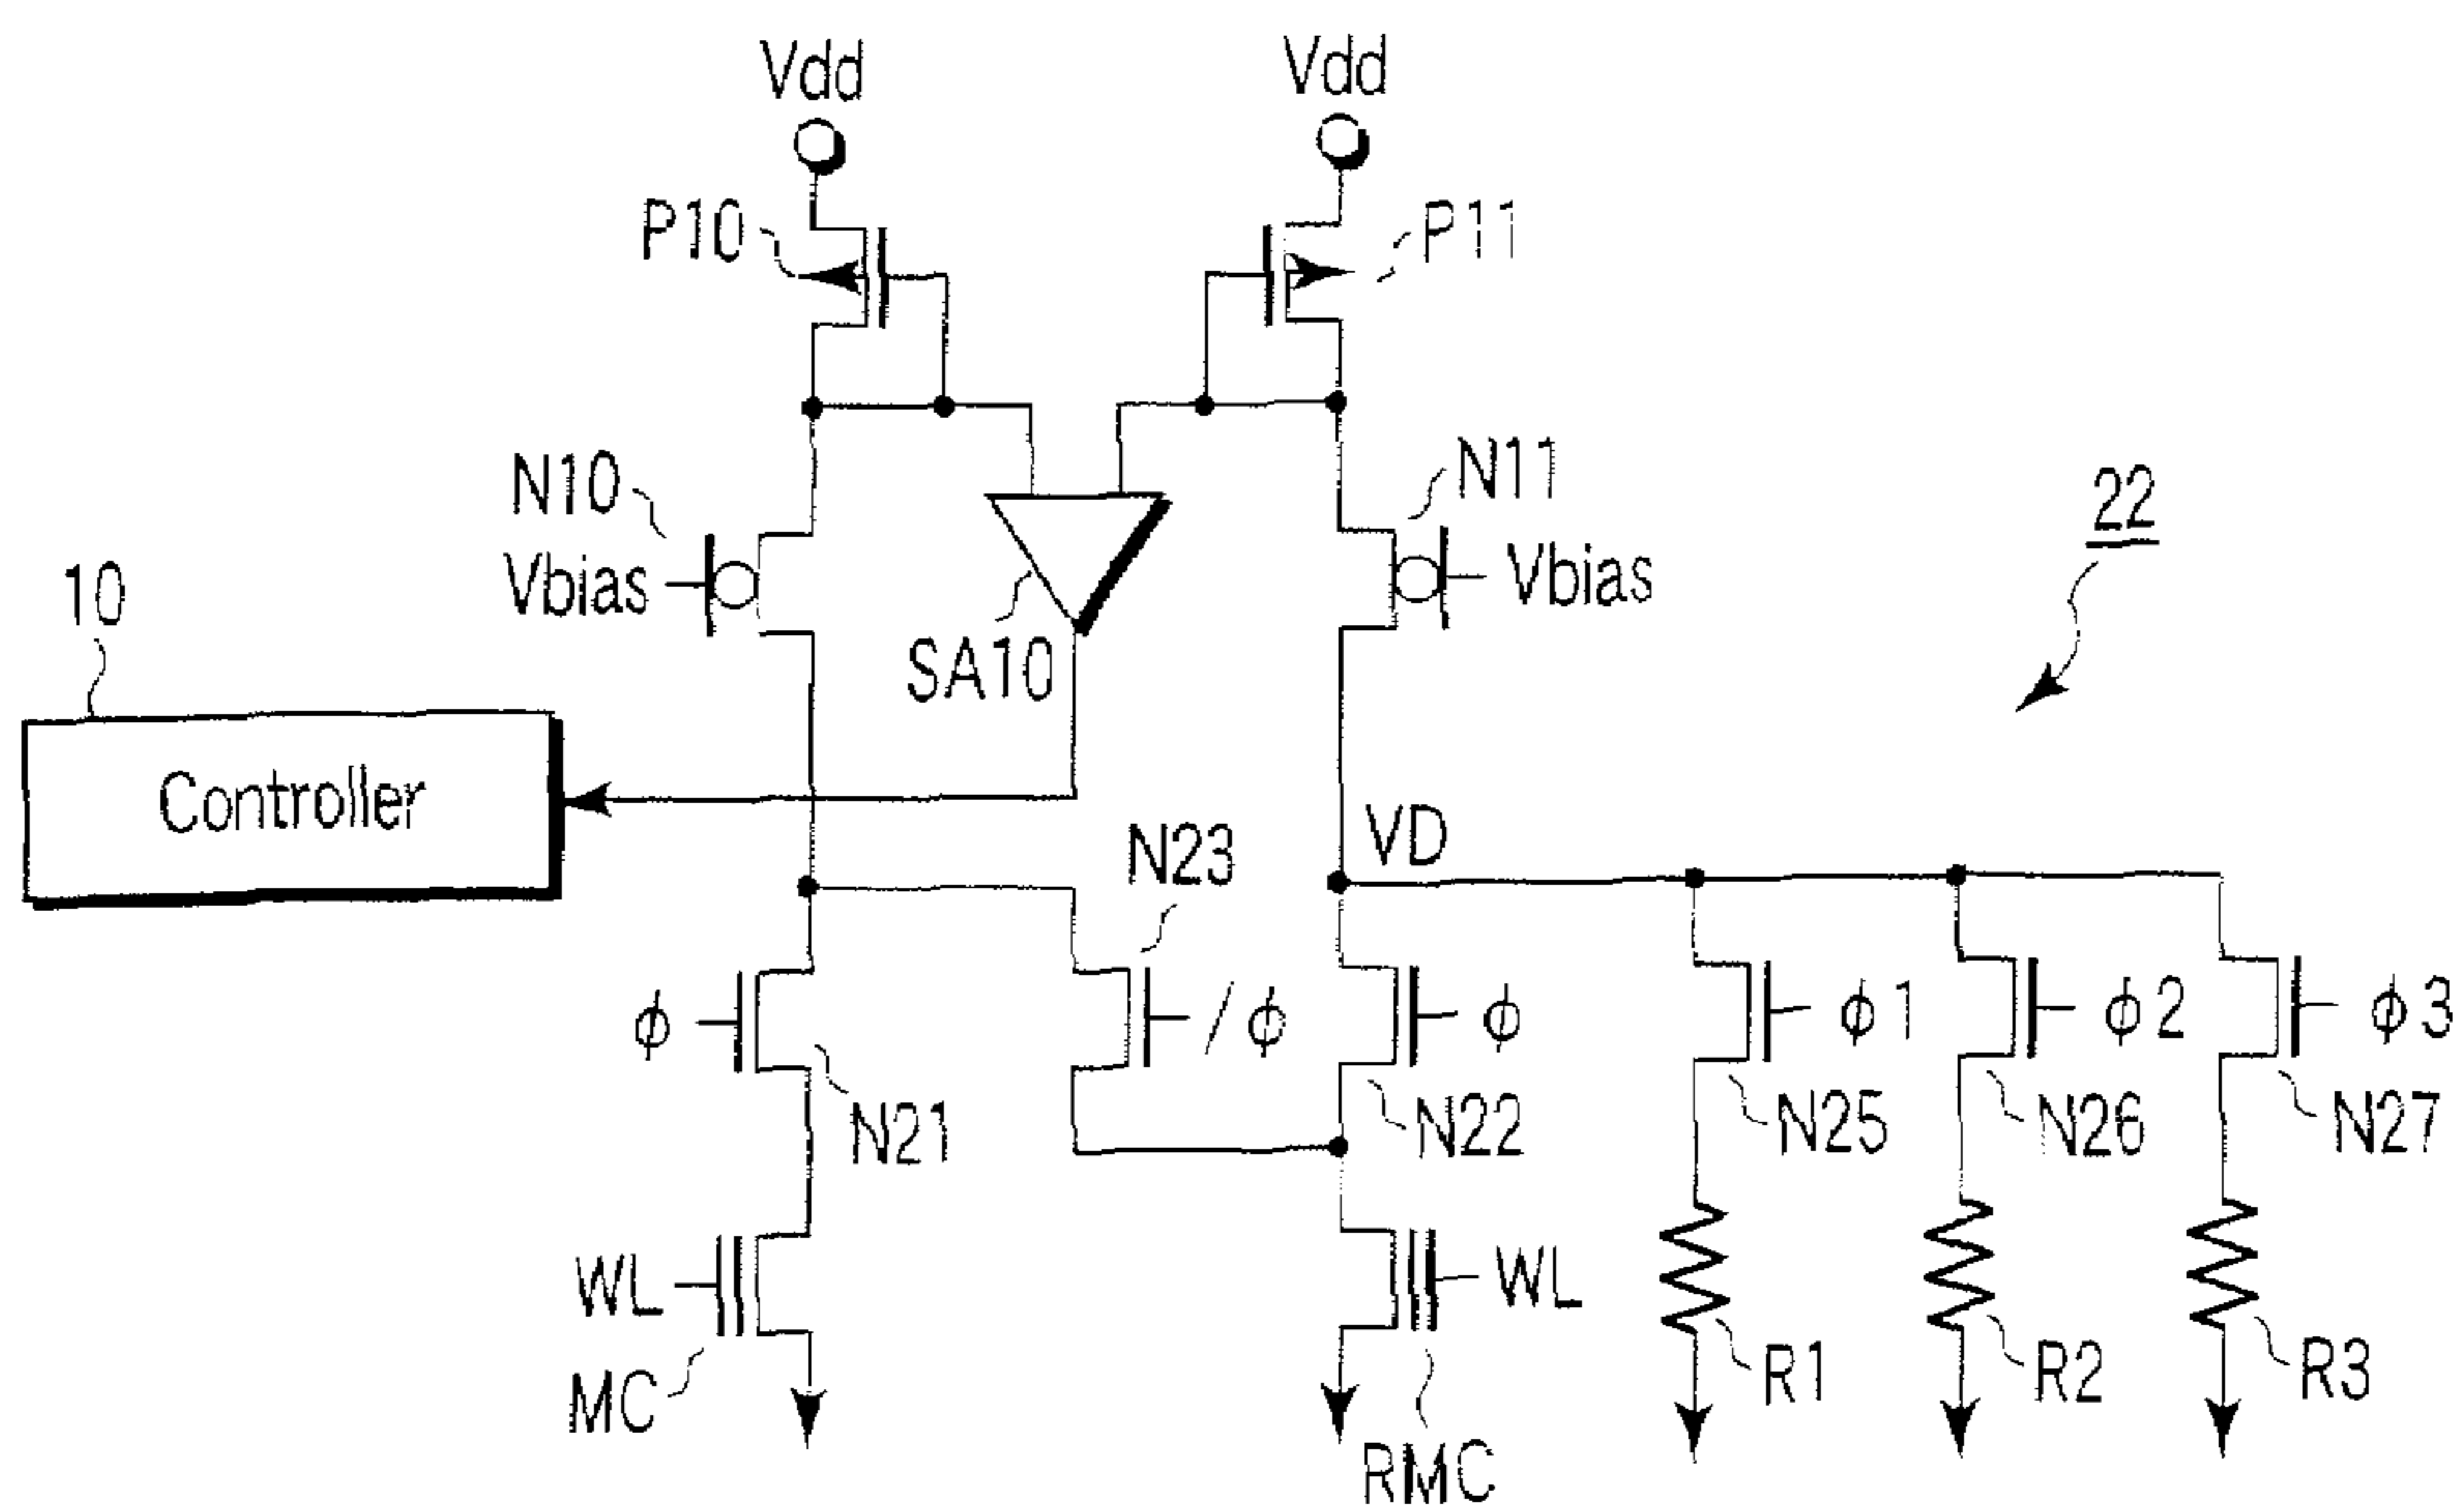 Vdd
Vdd
P10
P11
N10
N11
Vbias
Vbias
22
10
SA10
Controller
VD
N23
ϕ
/ϕ
ϕ
ϕ1
ϕ2
ϕ3
N21
N22
N25
N26
N27
WL
WL
MC
R1
R2
R3
RMC